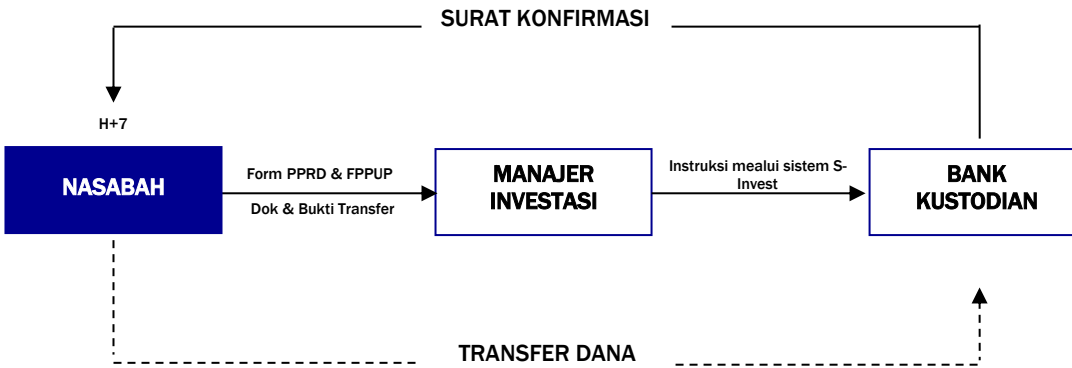 SURAT KONFIRMASI
H+7
NASABAH
Form PPRD & FPPUP
Dok & Bukti Transfer
MANAJER
INVESTASI
Instruksi mealui sistem S-
Invest
BANK
KUSTODIAN
TRANSFER DANA